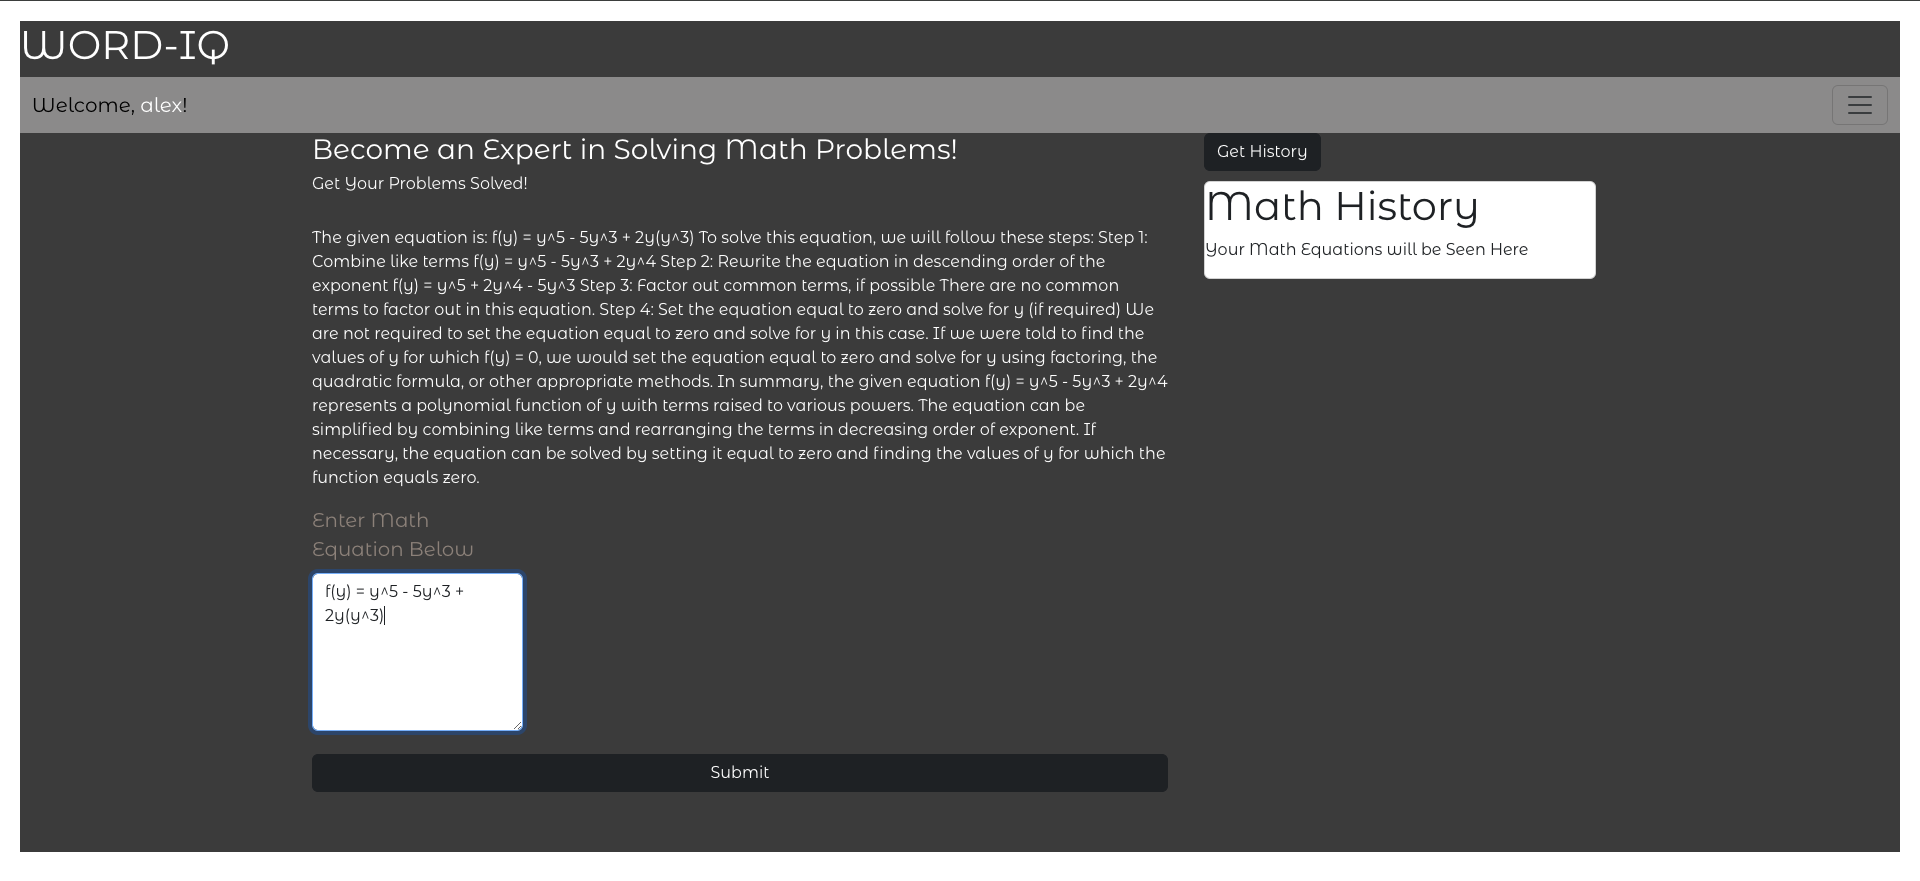 WORD-IQ
Welcome, alex!
Become an Expert in Solving Math Problems!
Get Your Problems Solved!
The given equation is: f(y) = y^5 - 5y^3 + 2y(y^3) To solve this equation, we will follow these steps: Step 1:
Combine like terms f(y) = y^5 - 5y^3 + 2y^4 Step 2: Rewrite the equation in descending order of the
exponent f(y) = y^5 + 2y^4 - 5y^3 Step 3: Factor out common terms, if possible There are no common
terms to factor out in this equation. Step 4: Set the equation equal to zero and solve for y (if required) We
are not required to set the equation equal to zero and solve for y in this case. If we were told to find the
values of y for which f(y) = 0, we would set the equation equal to zero and solve for y using factoring, the
quadratic formula, or other appropriate methods. In summary, the given equation f(y) = y^5 - 5y^3 + 2y^4
represents a polynomial function of y with terms raised to various powers. The equation can be
simplified by combining like terms and rearranging the terms in decreasing order of exponent. If
necessary, the equation can be solved by setting it equal to zero and finding the values of y for which the
function equals zero.
Enter Math
Equation Below
f(y) = y^5 - 5y^3 +
2y(y^3)
Submit
Get History
Math History
Your Math Equations will be Seen Here